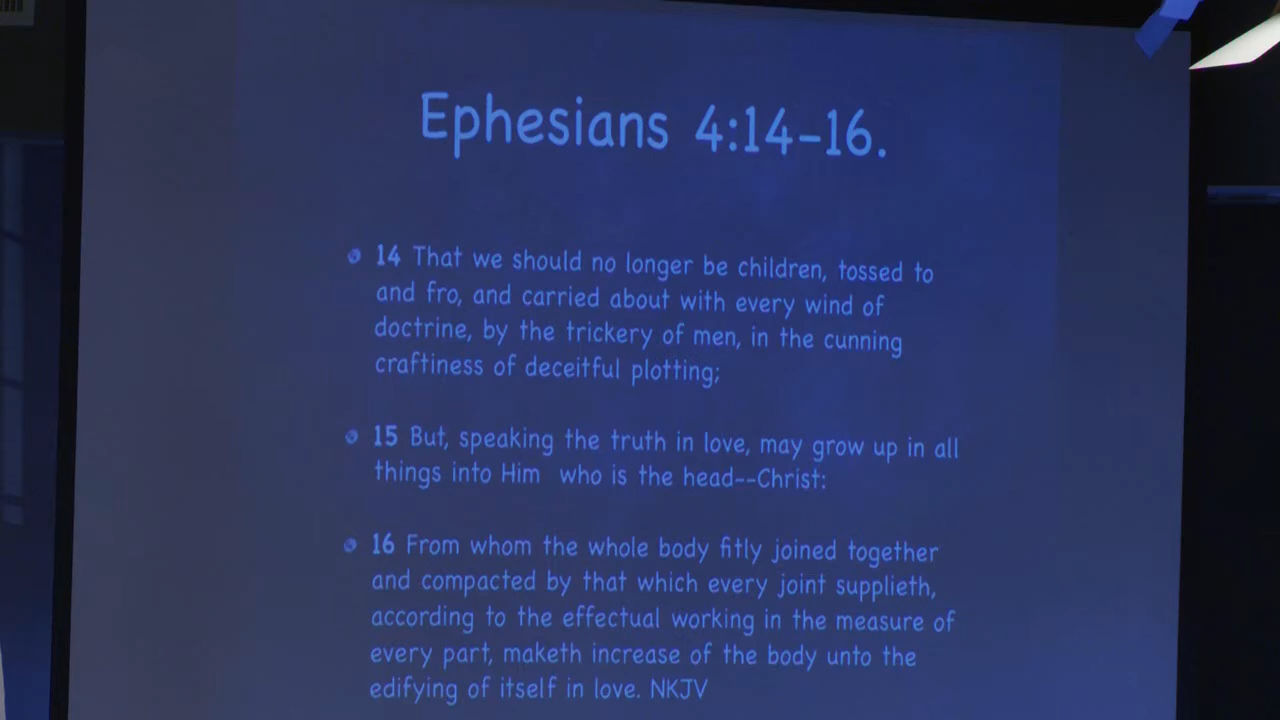 Ephesians 4:14-16.
14 That we should no longer be children, tossed to
and fro, and carried about with every wind of
doctrine, by the trickery of men, in the cunning
craftiness of deceitful plotting;
15 But, speaking the truth in love, may grow up in all
things into Him who is the head--Christ:
16 From whom the whole body fitly joined together
and compacted by that which every joint supplieth,
according to the effectual working in the measure of
every part, maketh increase of the body unto the
edifying of itself in love. NKJV